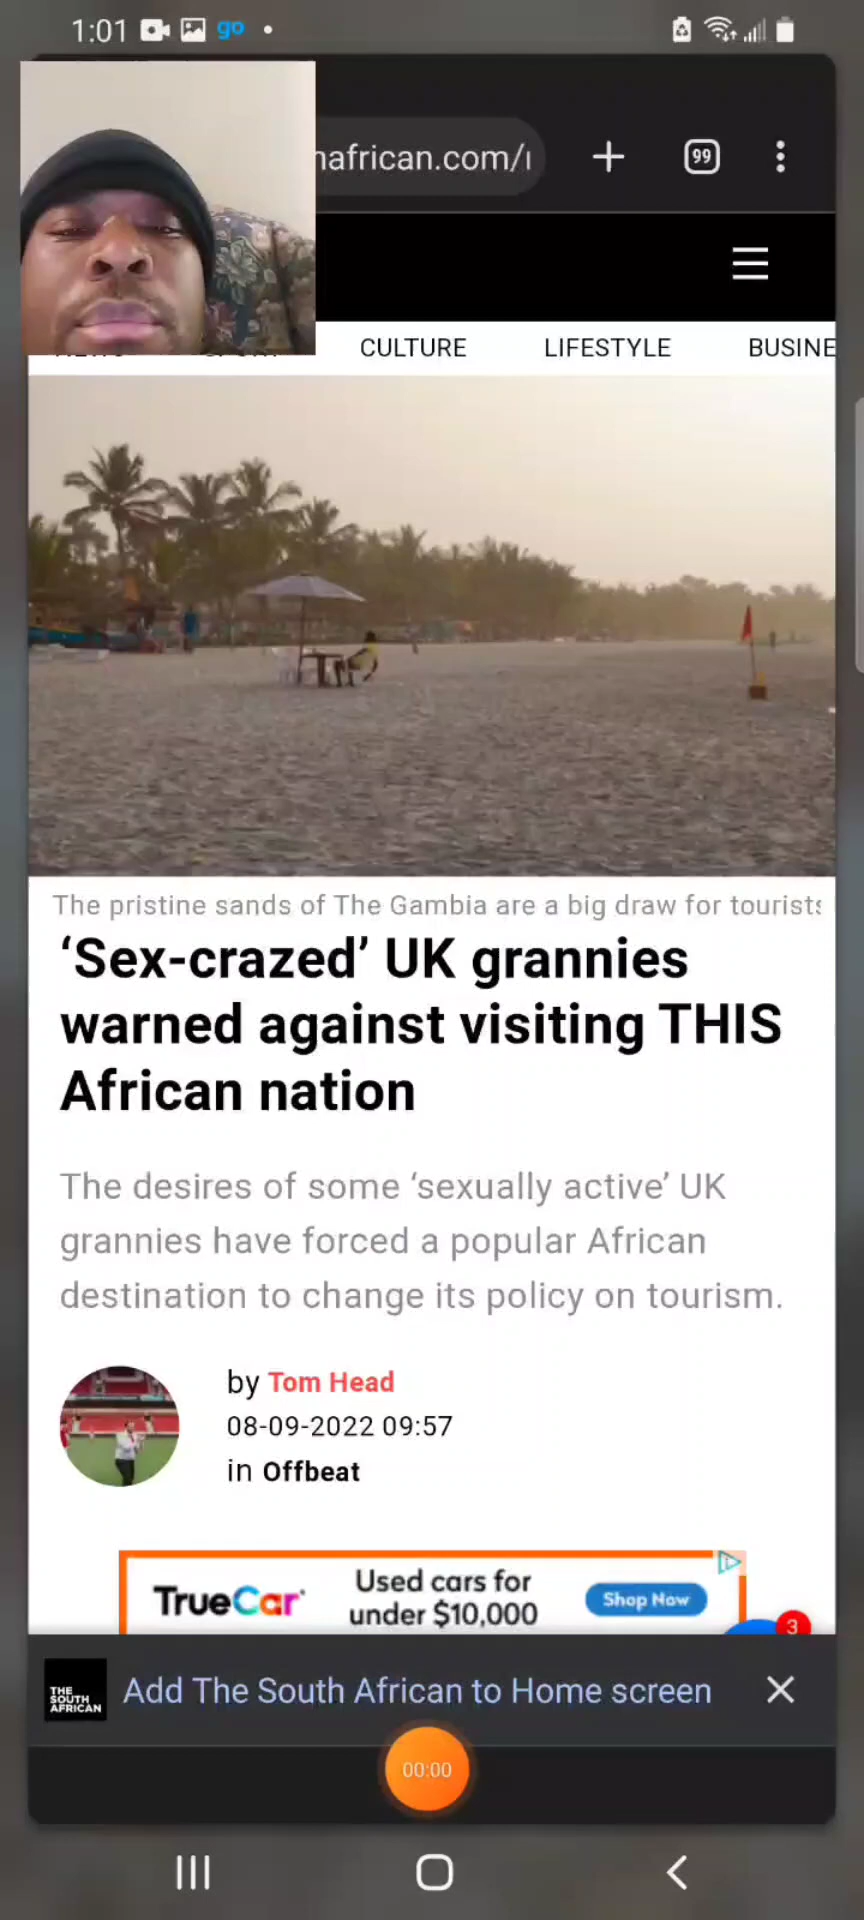 1:01 go
nafrican.com/
99
CULTURE LIFESTYLE BUSINE
The pristine sands of The Gambia are a big draw for tourists
‘Sex-crazed’ UK grannies
warned against visiting THIS
African nation
The desires of some ‘sexually active’ UK
grannies have forced a popular African
destination to change its policy on tourism.
by Tom Head
08-09-2022 09:57
in Offbeat
TrueCar
Used cars for
under $10,000
Shop Now
3
THE
SOUTH
AFRICAN
Add The South African to Home screen
00:00